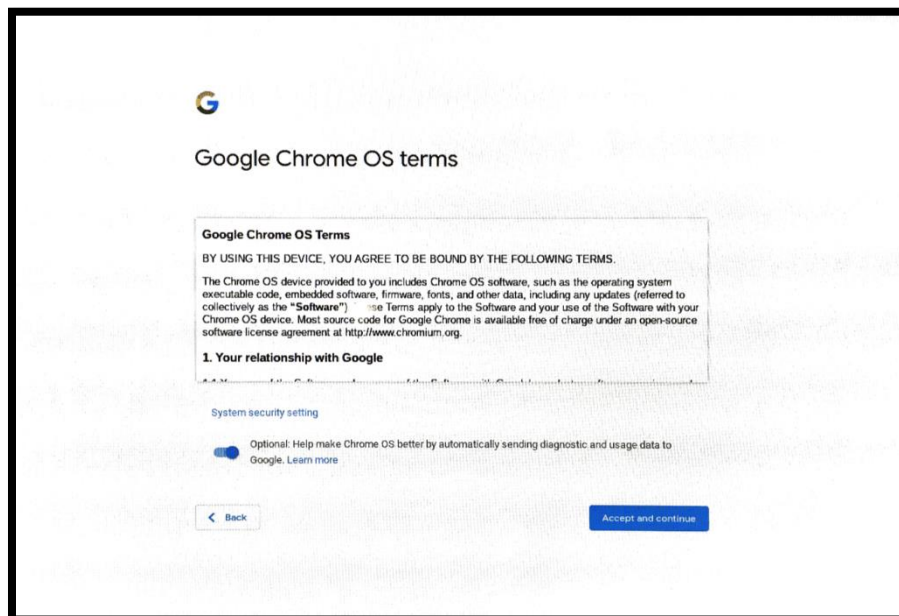 Google Chrome OS terms
Google Chrome OS Terms
BY USING THIS DEVICE, YOU AGREE TO BE BOUND BY THE FOLLOWING TERMS.
The Chrome OS device provided to you includes Chrome OS software, such as the operating system
executable code, embedded software, firmware, fonts, and other data, including any updates (referred to
collectively as the “Software”) Terms apply to the Software and your use of the Software with your
Chrome OS device. Most source code for Google Chrome is available free of charge under an open-source
software license agreement at http://www.chromium.org.
1. Your relationship with Google
System security setting
Optional: Help make Chrome OS better by automatically sending diagnostic and usage data to
Google. Learn more
Back
Accept and continue